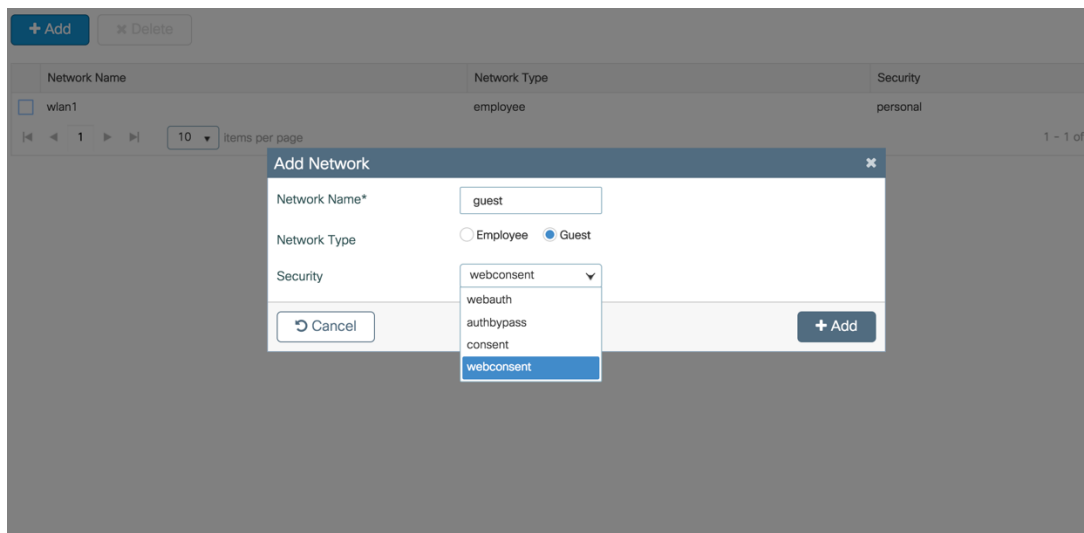 Add Delete
Network Name Network Type Security
wlan1 employee personal
1 10 items per page 1 - 1 of
Add Network
Network Name* guest
Network Type Employee Guest
Security webconsent
webauth
authbypass
consent
webconsent
Cancel Add